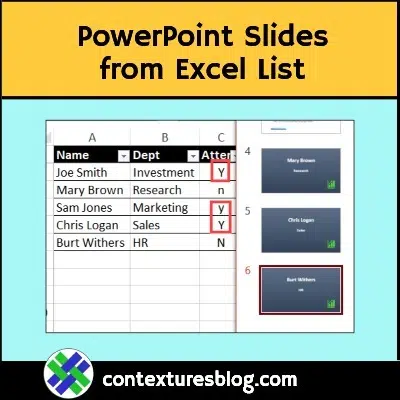 PowerPoint Slides
from Excel List
A B C
Name Dept Atter
Joe Smith Investment Y
Mary Brown Research n
Sam Jones Marketing y
Chris Logan Sales Y
Burt Withers HR N
4
Mary Brown
Research
5
Chris Logan
Sales
6
Burt Withers
HR
contexturesblog.com